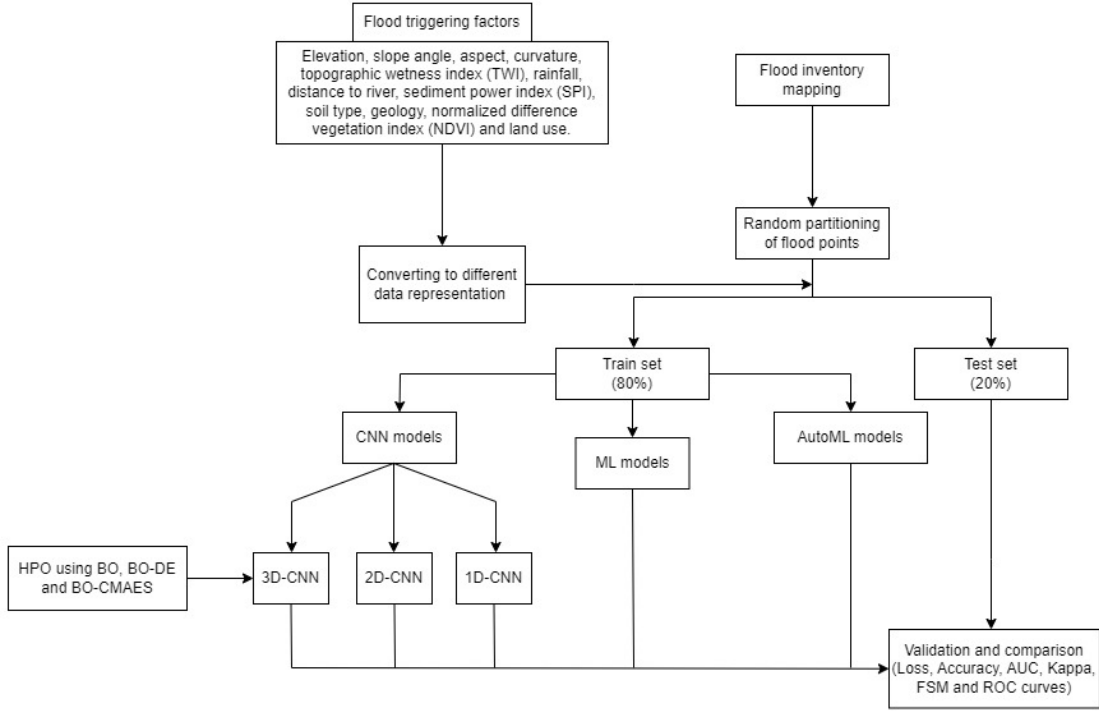 Flood triggering factors
Elevation, slope angle, aspect, curvature,
topographic wetness index (TWI), rainfall,
distance to river, sediment power index (SPI),
soil type, geology, normalized difference
vegetation index (NDVI) and land use.
Flood inventory
mapping
Random partitioning
of flood points
Converting to different
data representation
Train set
(80%)
Test set
(20%)
CNN models
ML models
AutoML models
HPO using BO, BO-DE
and BO-CMAES
3D-CNN
2D-CNN
1D-CNN
Validation and comparison
(Loss, Accuracy, AUC, Kappa,
FSM and ROC curves)